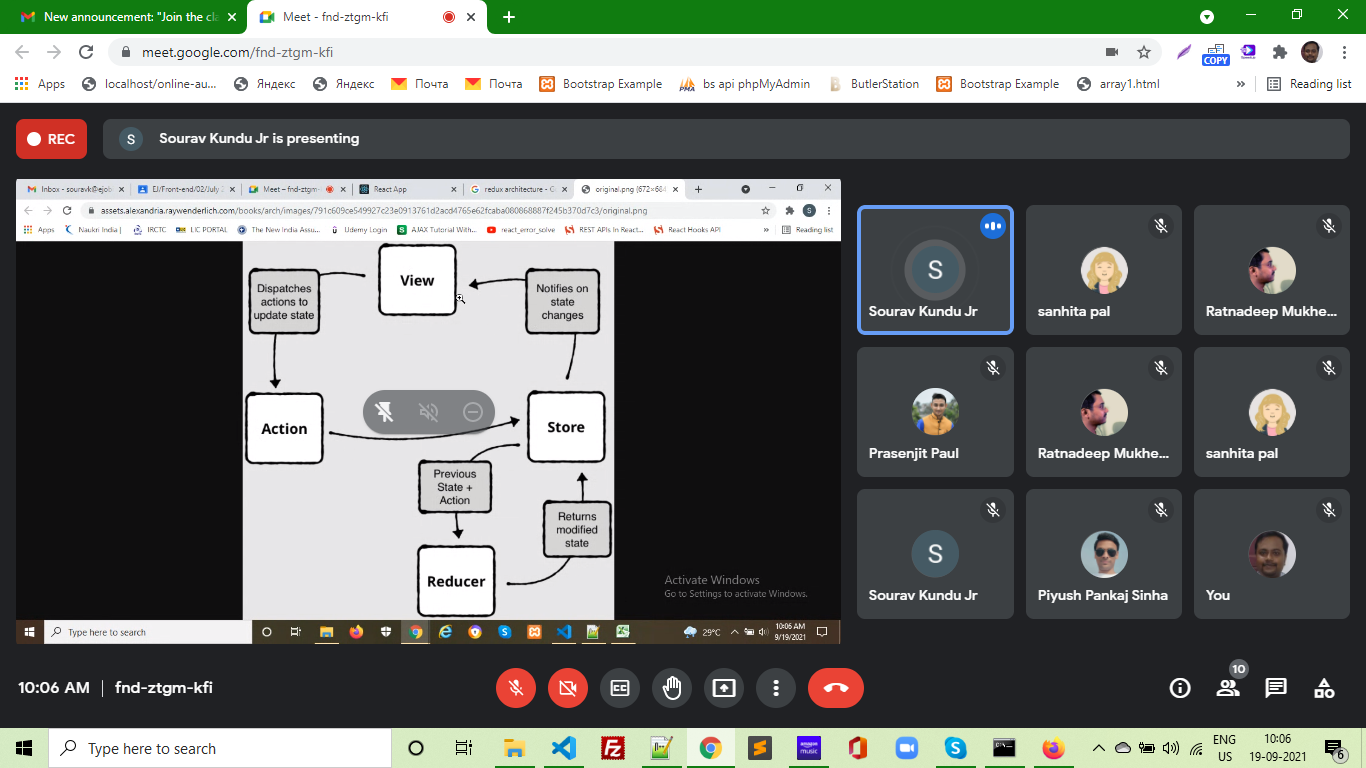 New announcement: "Join the cla
Meet - fnd-ztgm-kfi
meet.google.com/fnd-ztgm-kfi
COPY
Apps
localhost/online-au...
Яндекс
Яндекс
Почта
Почта
Bootstrap Example
PMA
bs api phpMyAdmin
ButlerStation
Bootstrap Example
array1.html
»
Reading list
REC
S
Sourav Kundu Jr is presenting
Inbox - souravk@ejob
EJ/Front-end/02/July 2
Meet – fnd-ztgm-
React App
redux architecture - G
original.png (672×684
assets.alexandria.raywenderlich.com/books/arch/images/791c609ce549927c23e0913761d2acd4765e62fcaba080868887f245b370d7c3/original.png
S
Apps
Naukri India |
IRCTC
LIC PORTAL
The New India Assu...
Udemy Login
AJAX Tutorial With...
react_error_solve
REST APIs In React...
React Hooks API
»
Reading list
View
Dispatches
actions to
update state
Notifies on
state
changes
Action
Store
Previous
State +
Action
Returns
modified
state
Reducer
Activate Windows
Go to Settings to activate Windows.
Type here to search
29°C
10:06 AM
9/19/2021
S
Sourav Kundu Jr
sanhita pal
Ratnadeep Mukhe...
Prasenjit Paul
Ratnadeep Mukhe...
sanhita pal
S
Sourav Kundu Jr
Piyush Pankaj Sinha
You
10:06 AM | fnd-ztgm-kfi
10
Type here to search
amazon
music
ENG
US
10:06
19-09-2021
6